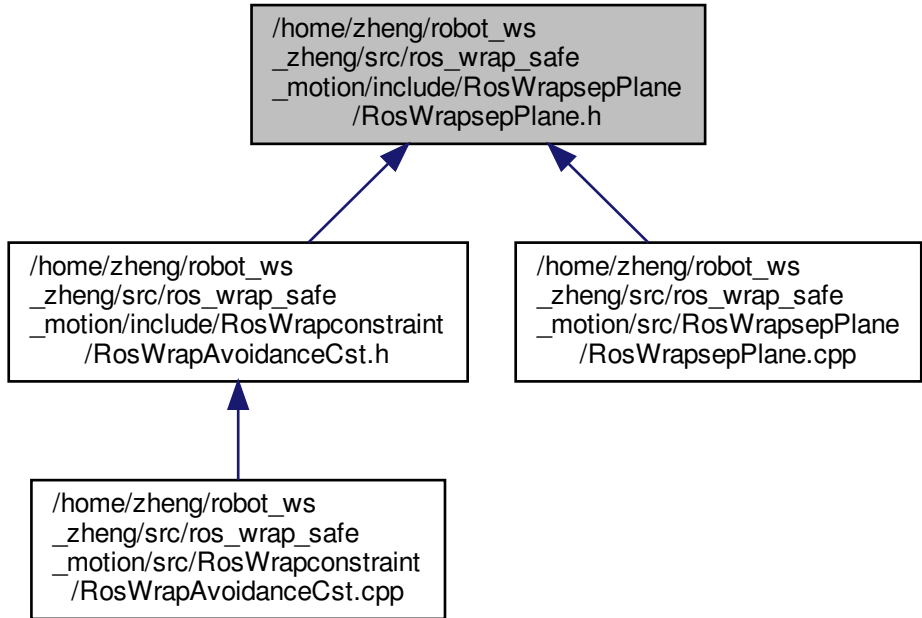 /home/zheng/robot_ws
_zheng/src/ros_wrap_safe
_motion/include/RosWrapsepPlane
/RosWrapsepPlane.h
/home/zheng/robot_ws
_zheng/src/ros_wrap_safe
_motion/include/RosWrapconstraint
/RosWrapAvoidanceCst.h
/home/zheng/robot_ws
_zheng/src/ros_wrap_safe
_motion/src/RosWrapsepPlane
/RosWrapsepPlane.cpp
/home/zheng/robot_ws
_zheng/src/ros_wrap_safe
_motion/src/RosWrapconstraint
/RosWrapAvoidanceCst.cpp